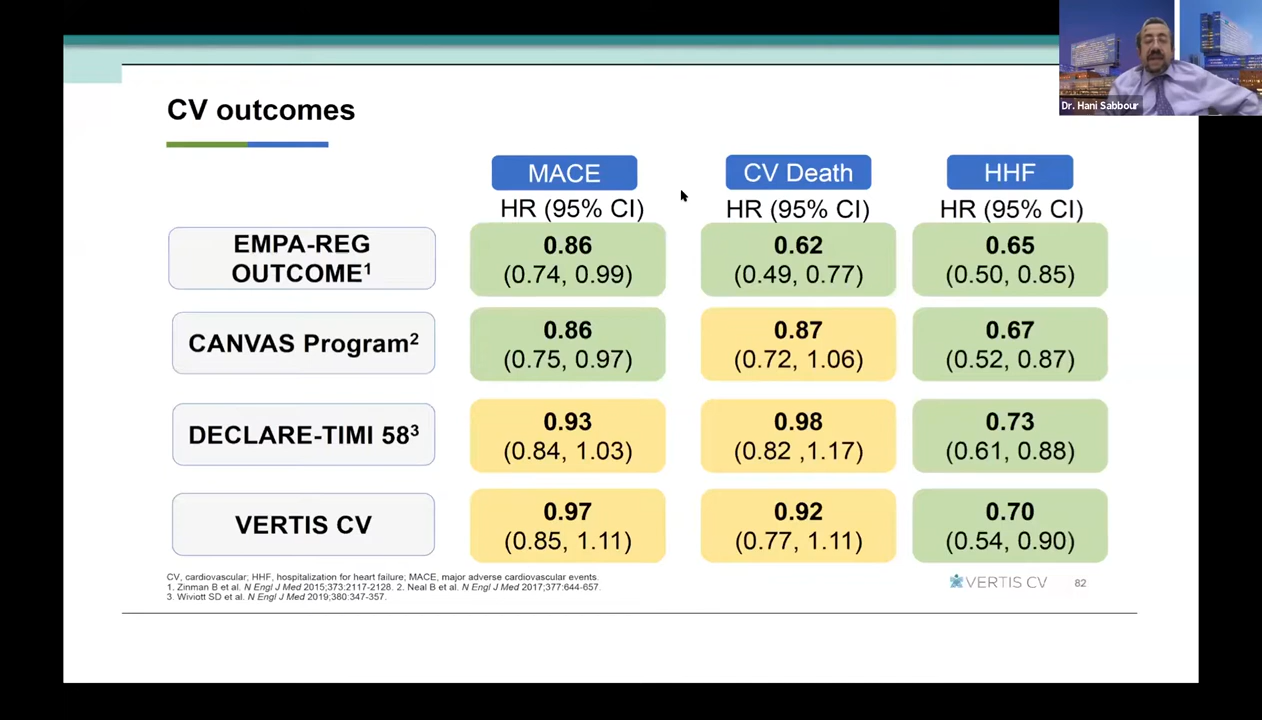 Dr. Hani Sabbour
CV outcomes
MACE
CV Death
HHF
HR (95% CI)
HR (95% CI)
HR (95% CI)
EMPA-REG
OUTCOME¹
0.86
(0.74, 0.99)
0.62
(0.49, 0.77)
0.65
(0.50, 0.85)
CANVAS Program²
0.86
(0.75, 0.97)
0.87
(0.72, 1.06)
0.67
(0.52, 0.87)
DECLARE-TIMI 58³
0.93
(0.84, 1.03)
0.98
(0.82 ,1.17)
0.73
(0.61, 0.88)
VERTIS CV
0.97
(0.85, 1.11)
0.92
(0.77, 1.11)
0.70
(0.54, 0.90)
CV, cardiovascular; HHF, hospitalization for heart failure; MACE, major adverse cardiovascular events.
1. Zinman B et al. N Engl J Med 2015;373:2117-2128. 2. Neal B et al. N Engl J Med 2017;377:644-657.
3. Wiviott SD et al. N Engl J Med 2019;380:347-357.
VERTIS CV
82